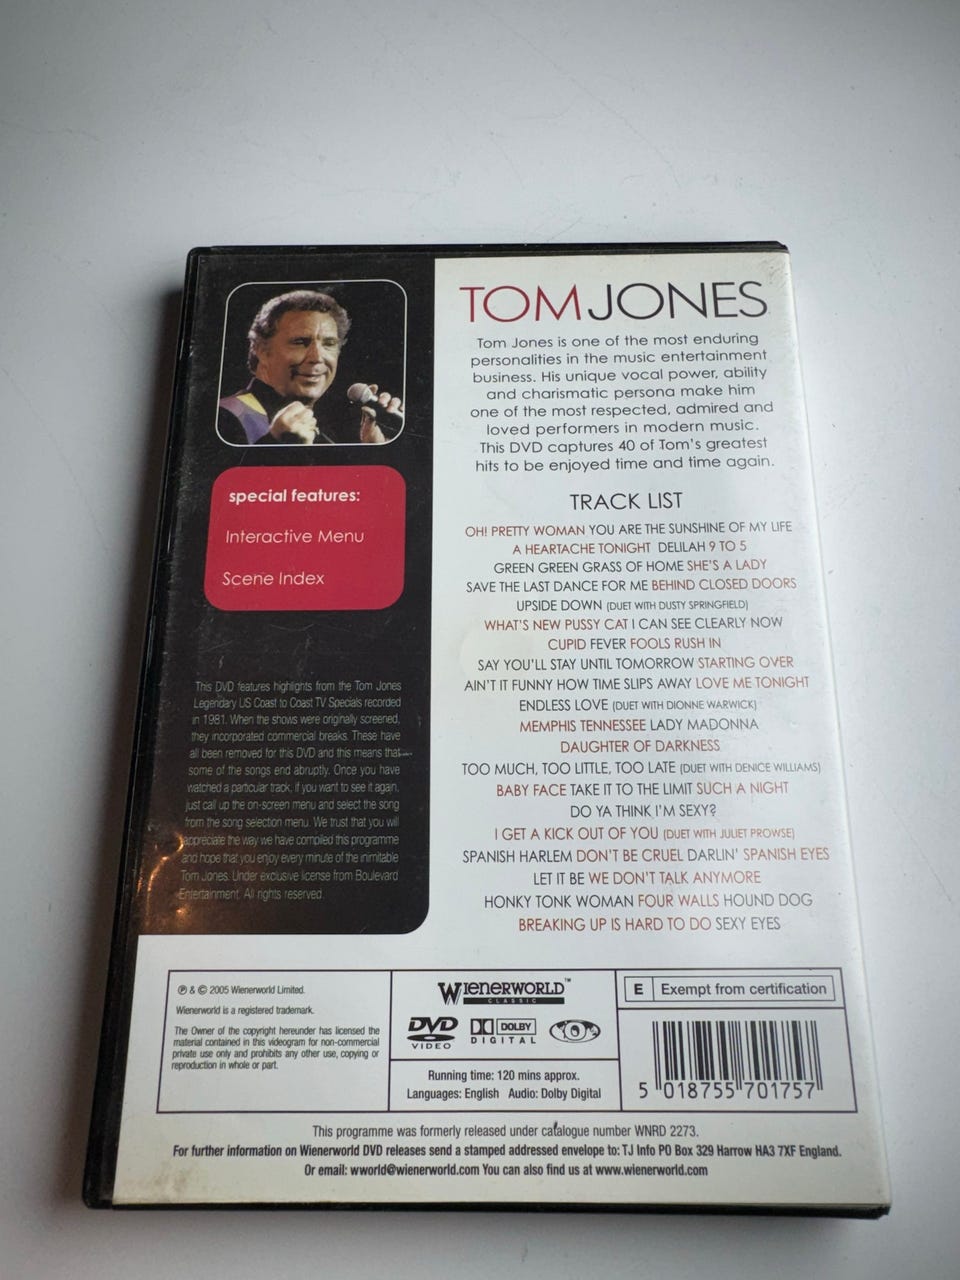 TOMJONES
Tom Jones is one of the most enduring
personalities in the music entertainment
business. His unique vocal power, ability
and charismatic persona make him
one of the most respected, admired and
loved performers in modern music.
This DVD captures 40 of Tom's greatest
hits to be enjoyed time and time again.
special features:
Interactive Menu
Scene Index
This DVD features highlights from the Tom Jones
Legendary US Coast to Coast TV Specials recorded
in 1981. When the shows were originally screened,
they incorporated commercial breaks. These have
all been removed for this DVD and this means that
some of the songs end abruptly. Once you have
watched a particular track, if you want to see it again,
just call up the on-screen menu and select the song
from the song selection menu. We trust that you will
appreciate the way we have compiled this programme
and hope that you enjoy every minute of the inimitable
Tom Jones. Under exclusive license from Boulevard
Entertainment. All rights reserved.
TRACK LIST
OH! PRETTY WOMAN YOU ARE THE SUNSHINE OF MY LIFE
A HEARTACHE TONIGHT DELILAH 9 TO 5
GREEN GREEN GRASS OF HOME SHE'S A LADY
SAVE THE LAST DANCE FOR ME BEHIND CLOSED DOORS
UPSIDE DOWN (DUET WITH DUSTY SPRINGFIELD)
WHAT'S NEW PUSSY CAT I CAN SEE CLEARLY NOW
CUPID FEVER FOOLS RUSH IN
SAY YOU'LL STAY UNTIL TOMORROW STARTING OVER
AIN'T IT FUNNY HOW TIME SLIPS AWAY LOVE ME TONIGHT
ENDLESS LOVE (DUET WITH DIONNE WARWICK)
MEMPHIS TENNESSEE LADY MADONNA
DAUGHTER OF DARKNESS
TOO MUCH, TOO LITTLE, TOO LATE (DUET WITH DENICE WILLIAMS)
BABY FACE TAKE IT TO THE LIMIT SUCH A NIGHT
DO YA THINK I'M SEXY?
I GET A KICK OUT OF YOU (DUET WITH JULIET PROWSE)
SPANISH HARLEM DON'T BE CRUEL DARLIN' SPANISH EYES
LET IT BE WE DON'T TALK ANYMORE
HONKY TONK WOMAN FOUR WALLS HOUND DOG
BREAKING UP IS HARD TO DO SEXY EYES
℗ & © 2005 Wienerworld Limited.
Wienerworld is a registered trademark.
The Owner of the copyright hereunder has licensed the
material contained in this videogram for non-commercial
private use only and prohibits any other use, copying or
reproduction in whole or part.
WIENERWORLD™
CLASSIC
DVD
VIDEO
DOLBY
DIGITAL
Running time: 120 mins approx.
Languages: English Audio: Dolby Digital
E Exempt from certification
5 018755 701757
This programme was formerly released under catalogue number WNRD 2273.
For further information on Wienerworld DVD releases send a stamped addressed envelope to: TJ Info PO Box 329 Harrow HA3 7XF England.
Or email: wworld@wienerworld.com You can also find us at www.wienerworld.com